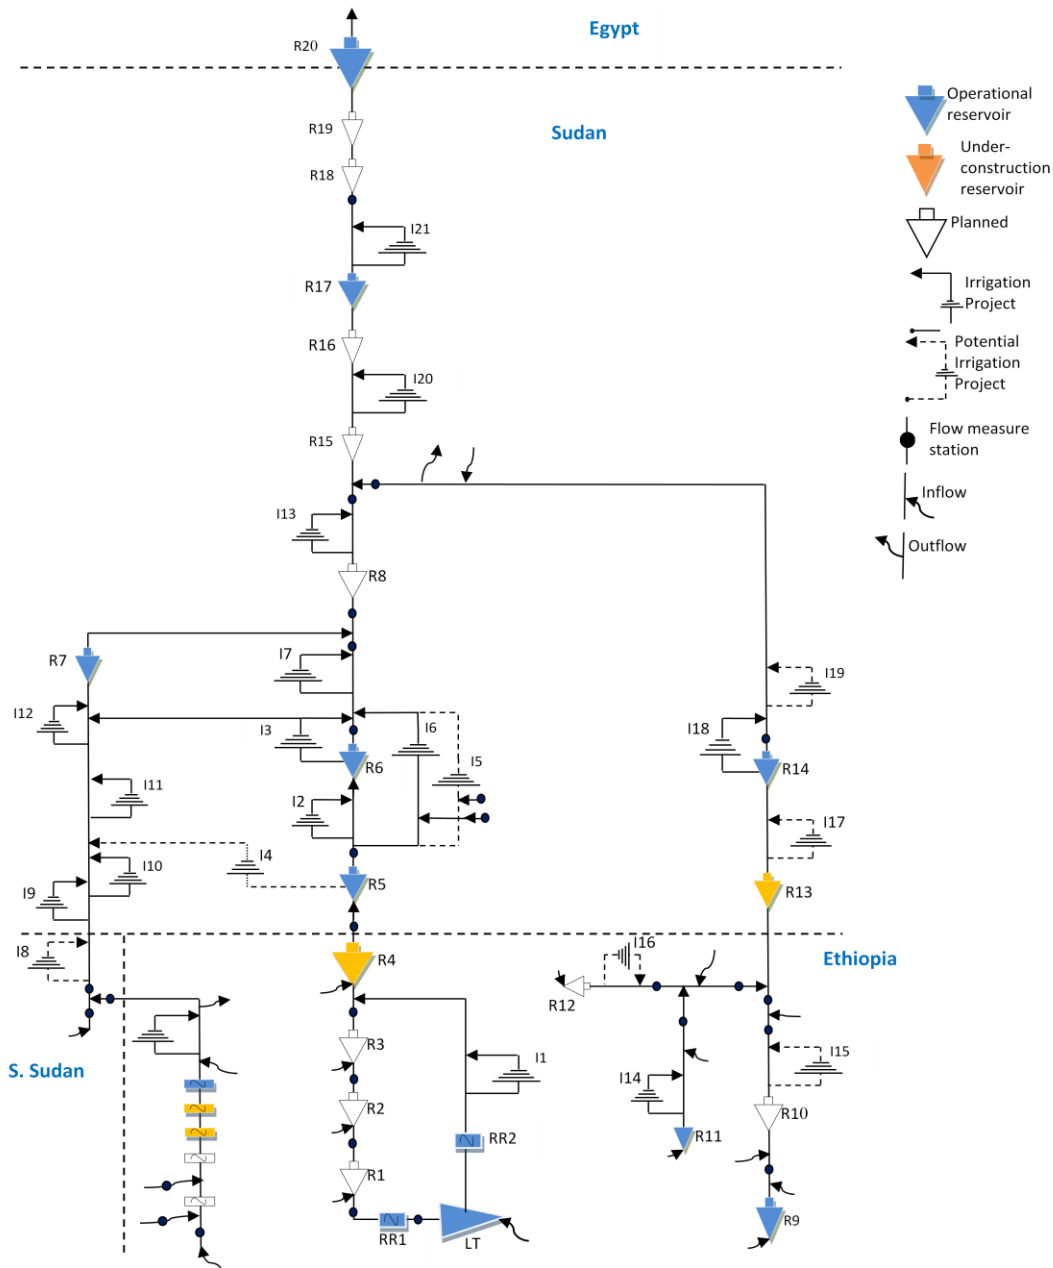 R20
Egypt
Operational
reservoir
R19
Sudan
Under-
construction
reservoir
R18
Planned
I21
R17
Irrigation
Project
R16
Potential
Irrigation
Project
I20
R15
Flow measure
station
Inflow
I13
Outflow
R8
R7
I7
I19
I12
I3
I6
I18
R6
I5
R14
I11
I2
I17
I4
I10
I9
R5
R13
I8
I16
R4
Ethiopia
R12
R3
I15
S. Sudan
I1
I14
R2
R10
RR2
R11
R1
R9
RR1
LT